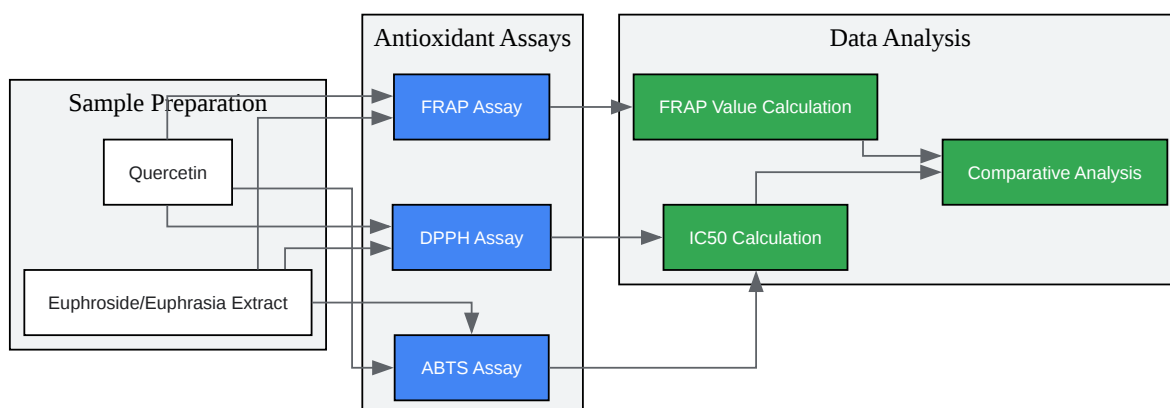 Sample Preparation
Quercetin
Euphroside/Euphrasia Extract
Antioxidant Assays
FRAP Assay
DPPH Assay
ABTS Assay
Data Analysis
FRAP Value Calculation
IC50 Calculation
Comparative Analysis